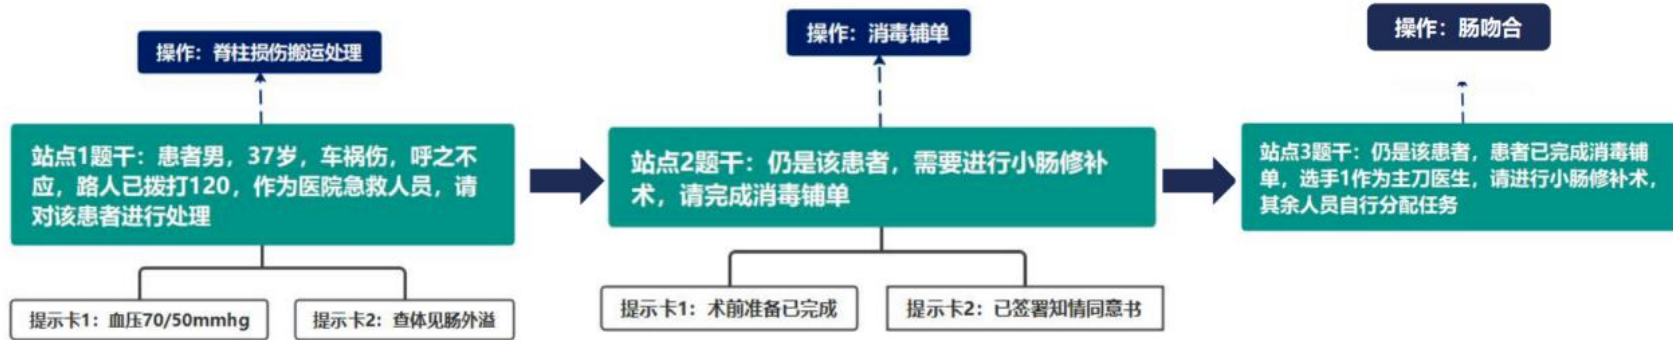 操作：脊柱损伤搬运处理
站点1题干：患者男，37岁，车祸伤，呼之不
应，路人已拨打120，作为医院急救人员，请
对该患者进行处理
提示卡1：血压70/50mmhg
提示卡2：查体见肠外溢
操作：消毒铺单
站点2题干：仍是该患者，需要进行小肠修补
术，请完成消毒铺单
提示卡1：术前准备已完成
提示卡2：已签署知情同意书
操作：肠吻合
站点3题干：仍是该患者，患者已完成消毒铺
单，选手1作为主刀医生，请进行小肠修补术，
其余人员自行分配任务